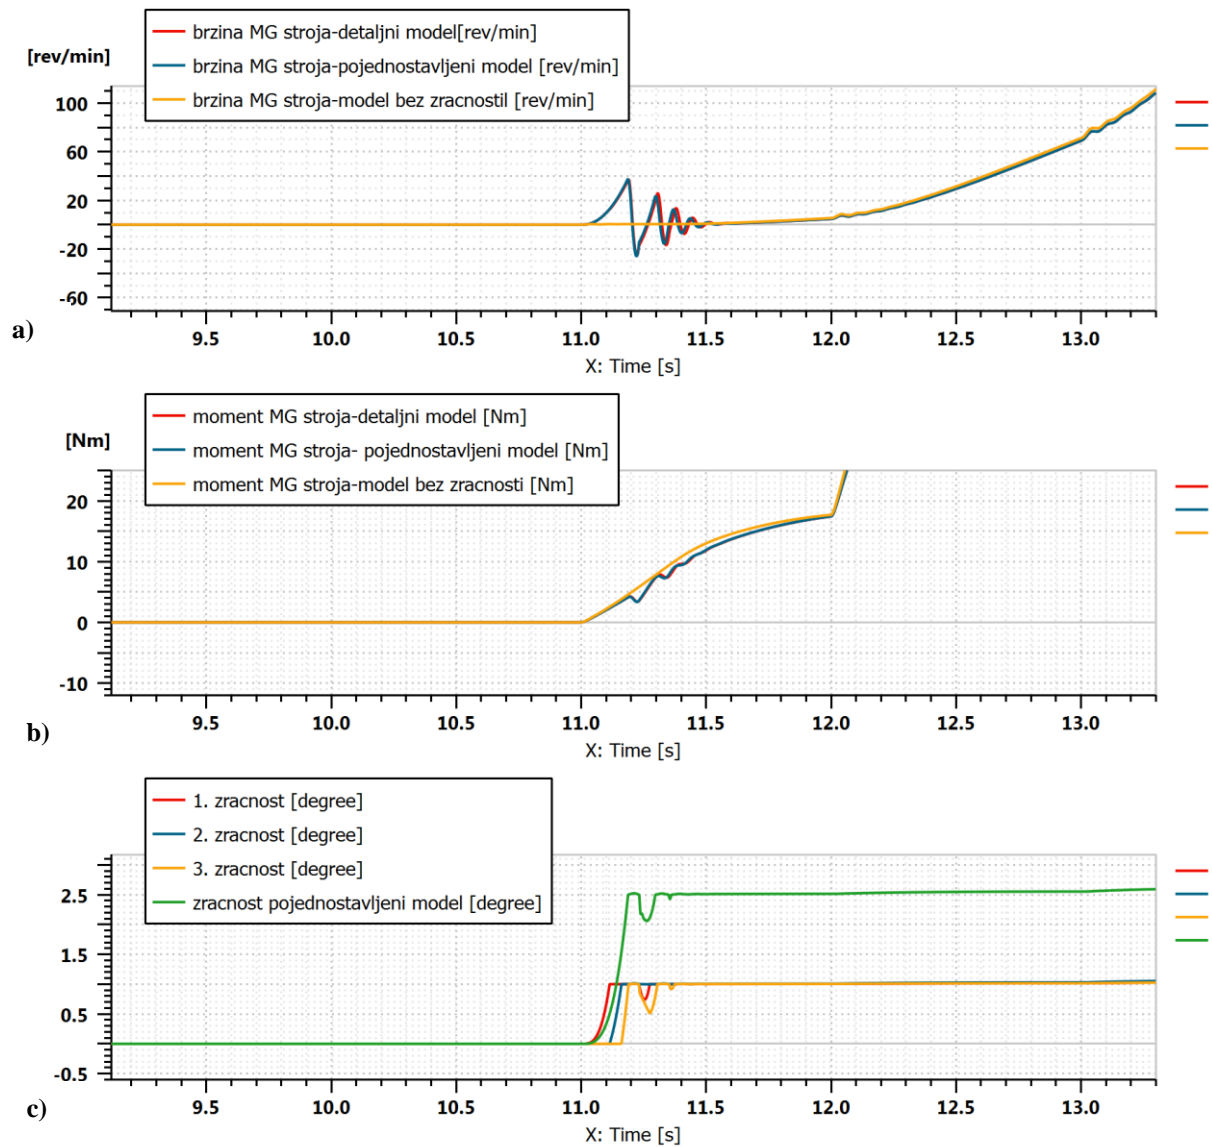 brzina MG stroja-detaljni model[rev/min]
[rev/min]
brzina MG stroja-pojednostavljeni model [rev/min]
brzina MG stroja-model bez zracnostil [rev/min]
100
60
20
-20
-60
a)
9.5 10.0 10.5 11.0 11.5 12.0 12.5 13.0
X: Time [s]
moment MG stroja-detaljni model [Nm]
[Nm]
moment MG stroja- pojednostavljeni model [Nm]
moment MG stroja-model bez zracnosti [Nm]
20
10
0
-10
b)
9.5 10.0 10.5 11.0 11.5 12.0 12.5 13.0
X: Time [s]
1. zracnost [degree]
2. zracnost [degree]
3. zracnost [degree]
zracnost pojednostavljeni model [degree]
2.5
1.5
0.5
-0.5
c)
9.5 10.0 10.5 11.0 11.5 12.0 12.5 13.0
X: Time [s]